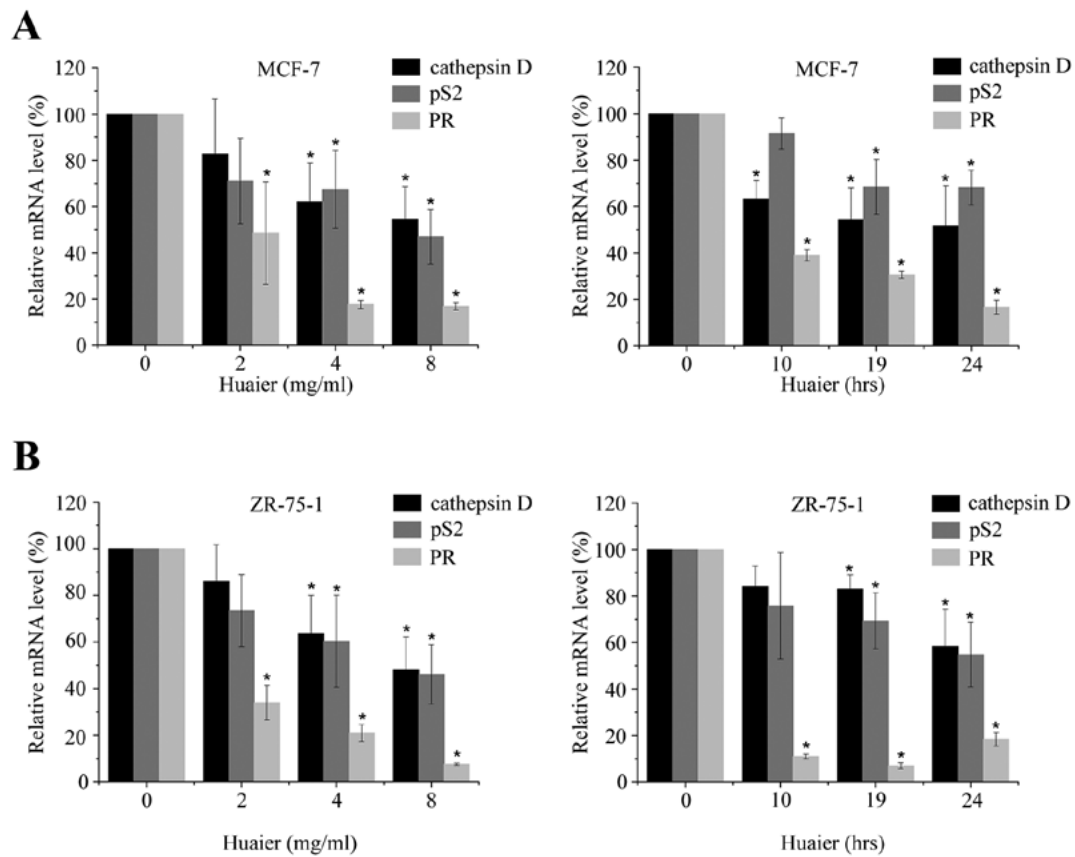 A
MCF-7
cathepsin D
pS2
PR
Relative mRNA level (%)
120
100
80
60
40
20
0
* * * * * * *
0 2 4 8
Huaier (mg/ml)
MCF-7
cathepsin D
pS2
PR
Relative mRNA level (%)
120
100
80
60
40
20
0
* * * * * * * *
0 10 19 24
Huaier (hrs)
B
ZR-75-1
cathepsin D
pS2
PR
Relative mRNA level (%)
120
100
80
60
40
20
0
* * * * * * *
0 2 4 8
Huaier (mg/ml)
ZR-75-1
cathepsin D
pS2
PR
Relative mRNA level (%)
120
100
80
60
40
20
0
* * * * * * *
0 10 19 24
Huaier (hrs)